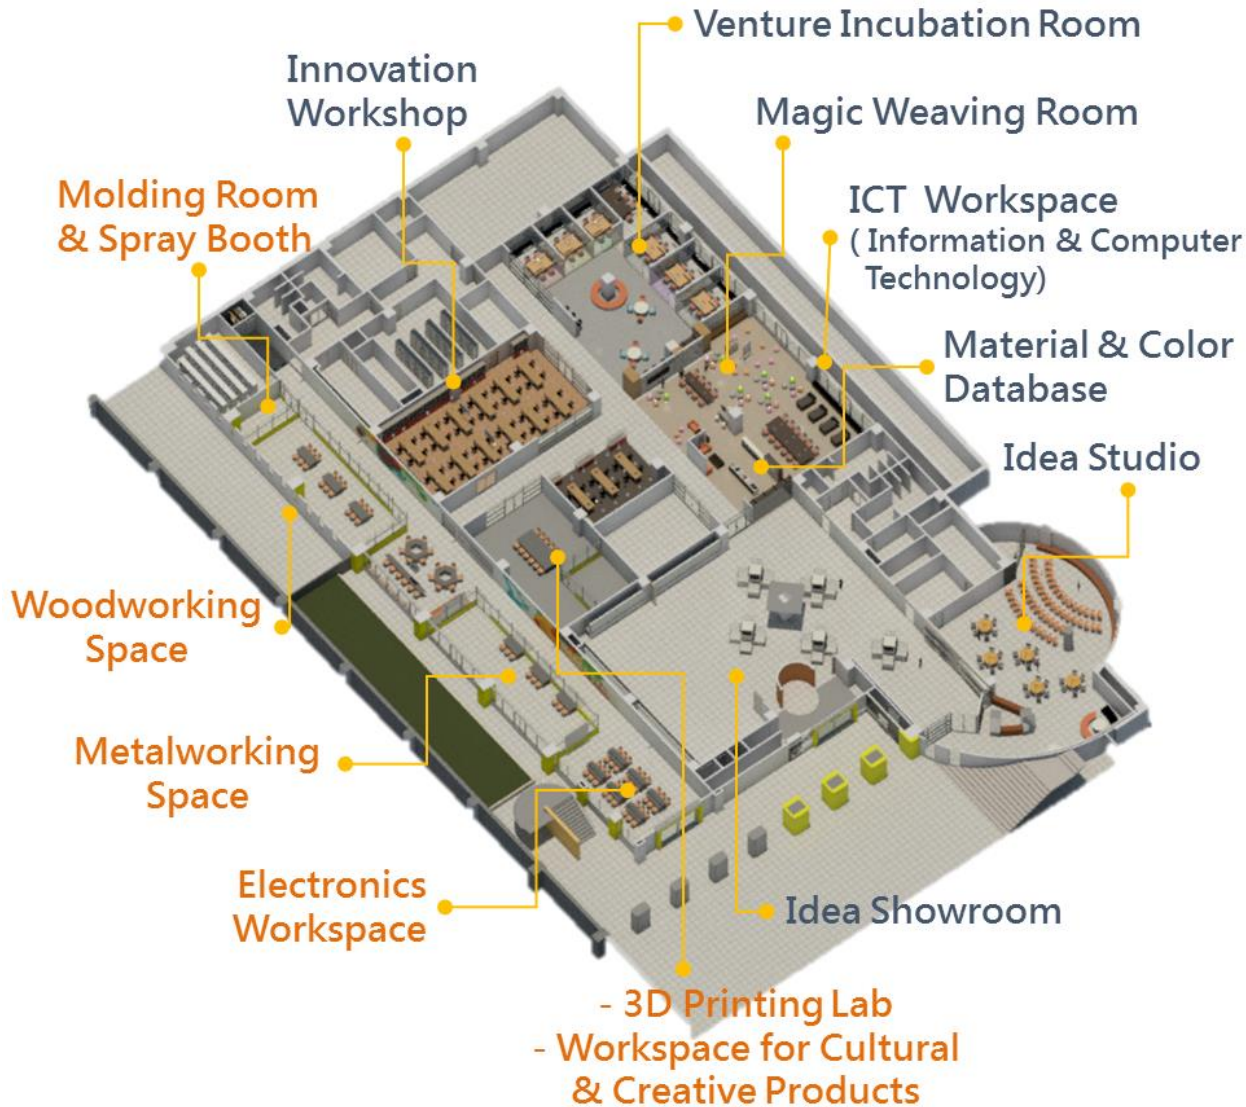 Venture Incubation Room
Innovation
Workshop
Magic Weaving Room
Molding Room
& Spray Booth
ICT Workspace
( Information & Computer
Technology)
Material & Color
Database
Idea Studio
Woodworking
Space
Metalworking
Space
Electronics
Workspace
Idea Showroom
- 3D Printing Lab
- Workspace for Cultural
& Creative Products